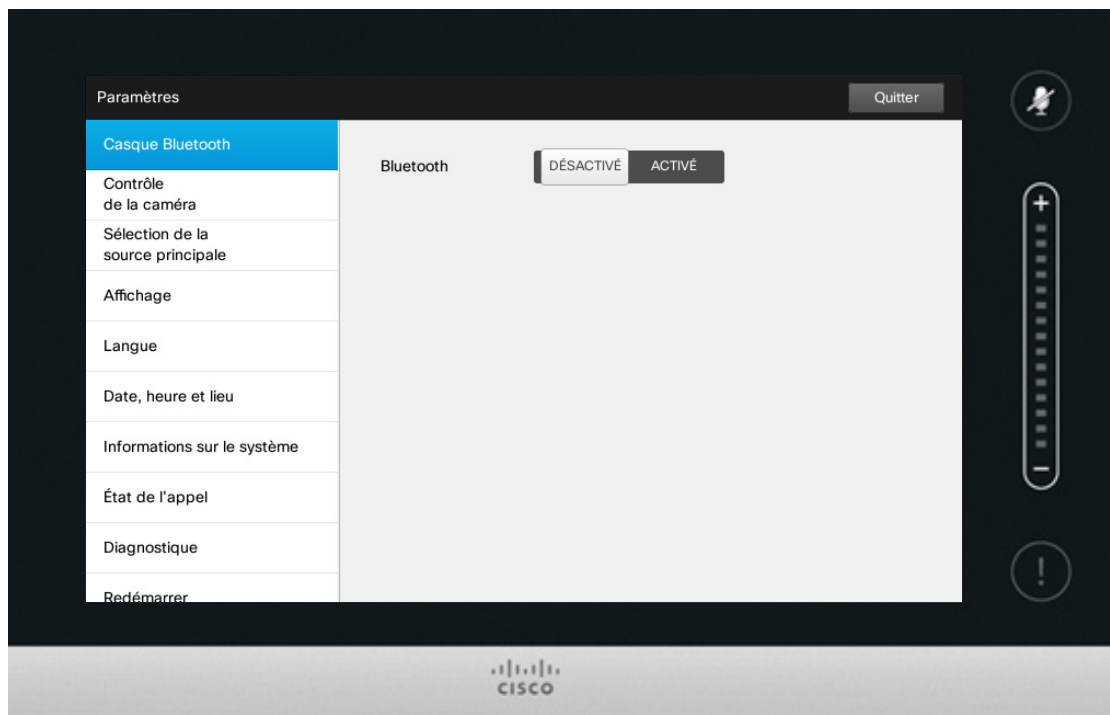 Paramètres
Quitter
Casque Bluetooth
Bluetooth
DÉSACTIVÉ
ACTIVÉ
Contrôle
de la caméra
Sélection de la
source principale
Affichage
Langue
Date, heure et lieu
Informations sur le système
État de l'appel
Diagnostique
Redémarrer
+
−
!
CISCO